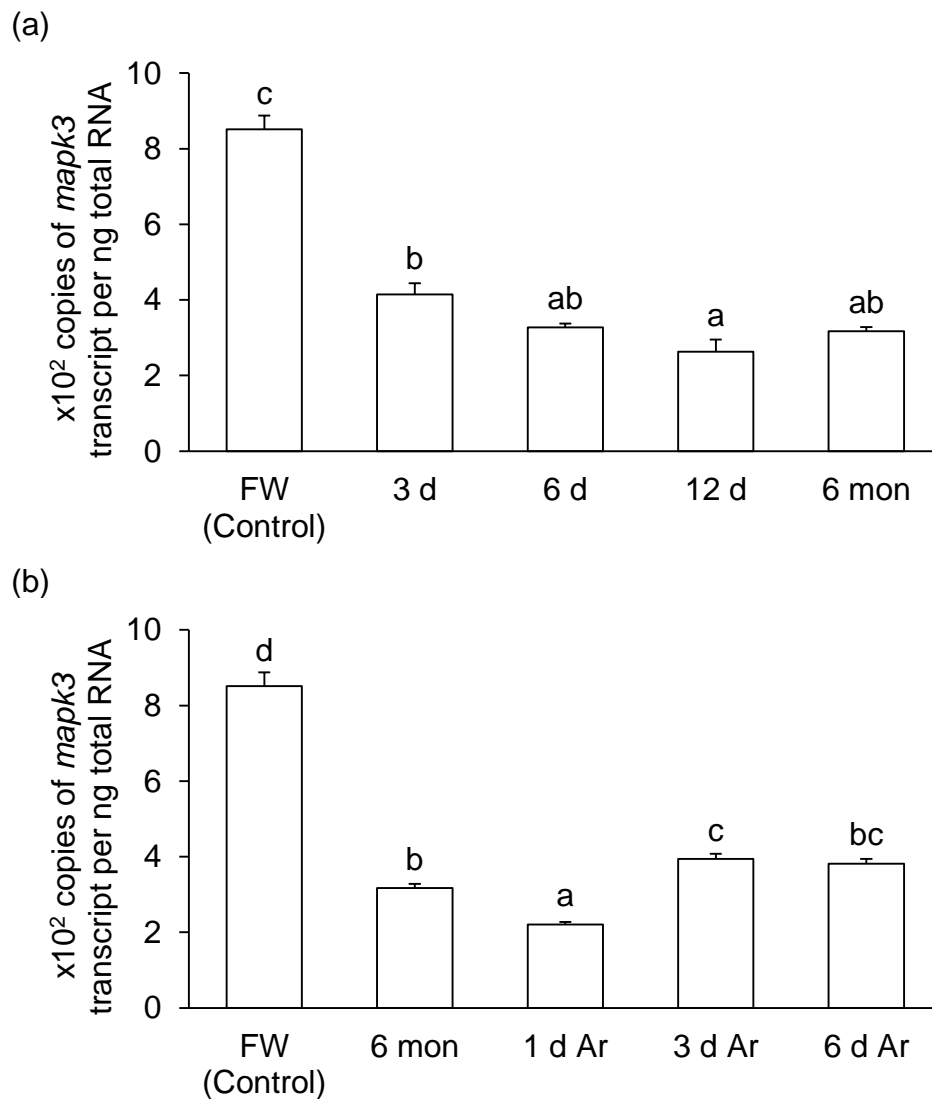 (a)
x10² copies of mapk3
transcript per ng total RNA
10
8
6
4
2
0
c
b
ab
a
ab
FW
(Control)
3 d
6 d
12 d
6 mon
(b)
x10² copies of mapk3
transcript per ng total RNA
10
8
6
4
2
0
d
b
a
c
bc
FW
(Control)
6 mon
1 d Ar
3 d Ar
6 d Ar